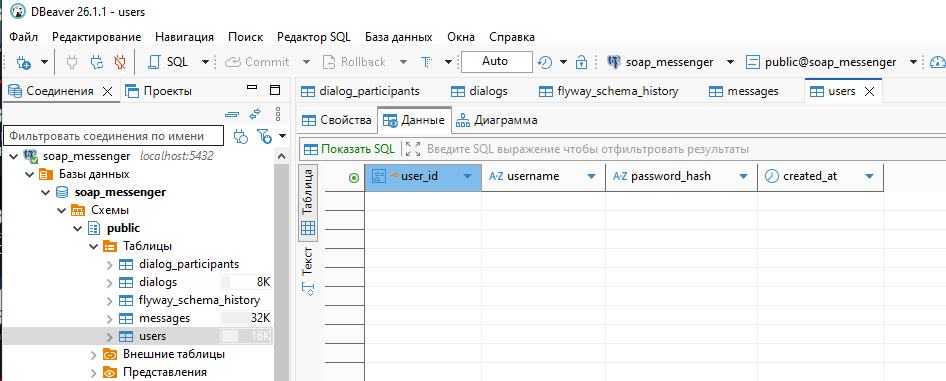 DBeaver 26.1.1 - users
Файл Редактирование Навигация Поиск Редактор SQL База данных Окна Справка
SQL Commit Rollback T Auto soap_messenger public@soap_messenger
Соединения Проекты
dialog_participants dialogs flyway_schema_history messages users
Свойства Данные Диаграмма
Фильтровать соединения по имени
Показать SQL Введите SQL выражение чтобы отфильтровать результаты
soap_messenger localhost:5432
Базы данных
soap_messenger
Схемы
public
Таблицы
dialog_participants
dialogs 8K
flyway_schema_history
messages 32K
users 16K
Внешние таблицы
Представления
Таблица
Текст
user_id A-Z username A-Z password_hash created_at